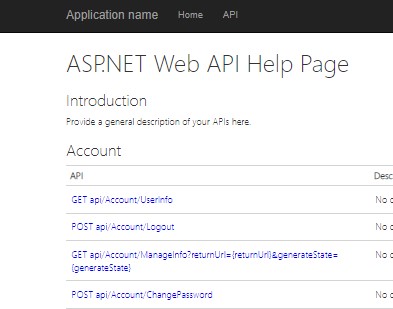 Application name Home API
ASP.NET Web API Help Page
Introduction
Provide a general description of your APIs here.
Account
API Desc
GET api/Account/UserInfo No d
POST api/Account/Logout No d
GET api/Account/ManageInfo?returnUrl={returnUrl}&generateState= No d
{generateState}
POST api/Account/ChangePassword No d